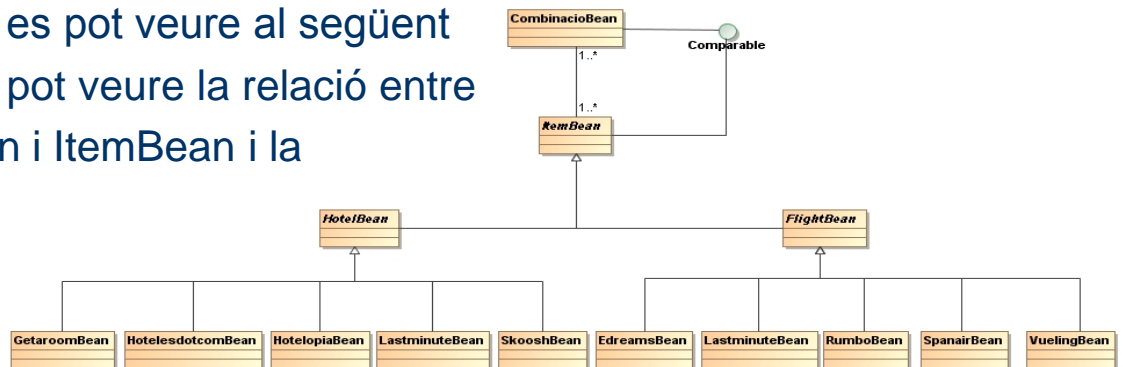 es pot veure al següent
pot veure la relació entre
n i ItemBean i la
CombinacioBean
Comparable
1..*
1..*
ItemBean
HotelBean
FlightBean
GetaroomBean
HotelesdotcomBean
HotelopiaBean
LastminuteBean
SkooshBean
EdreamsBean
LastminuteBean
RumboBean
SpanairBean
VuelingBean